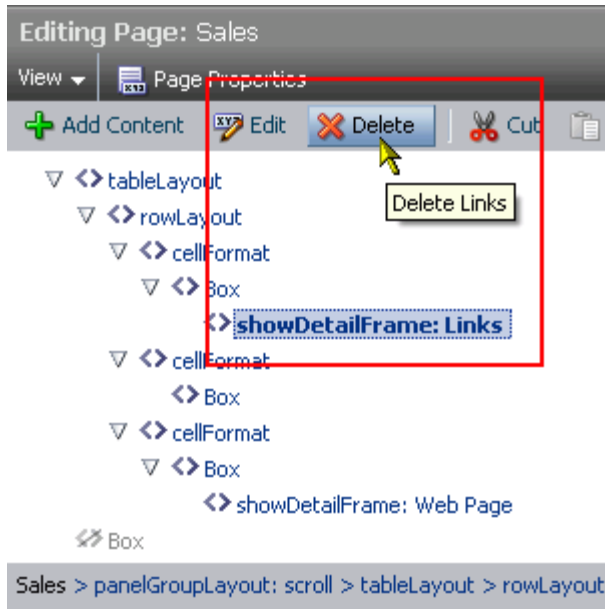 Editing Page: Sales
View Page Properties
Add Content Edit Delete Cut
Delete Links
tableLayout
rowLayout
cellFormat
Box
showDetailFrame: Links
cellFormat
Box
cellFormat
Box
showDetailFrame: Web Page
Box
Sales > panelGroupLayout: scroll > tableLayout > rowLayout